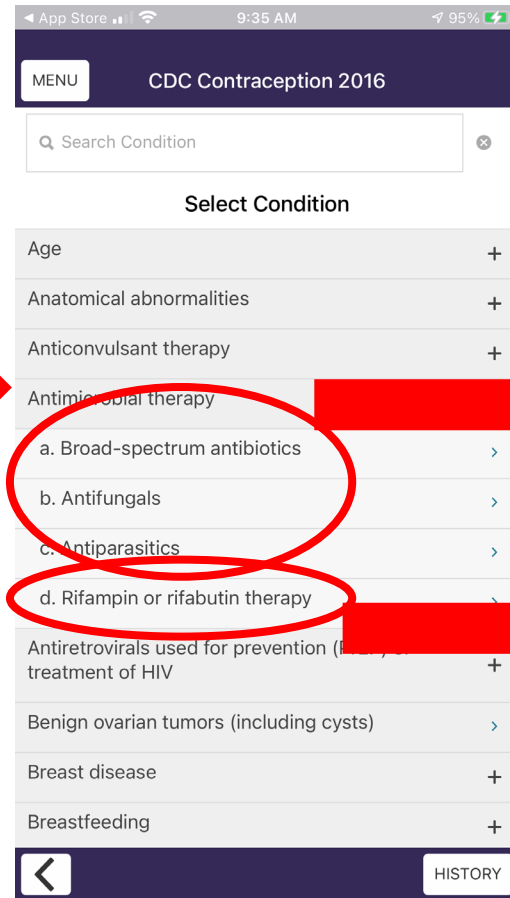 App Store 9:35 AM 95%
MENU CDC Contraception 2016
Search Condition
Select Condition
Age +
Anatomical abnormalities +
Anticonvulsant therapy +
Antimicrobial therapy
a. Broad-spectrum antibiotics
b. Antifungals
c. Antiparasitics
d. Rifampin or rifabutin therapy
Antiretrovirals used for prevention
treatment of HIV +
Benign ovarian tumors (including cysts)
Breast disease +
Breastfeeding +
HISTORY